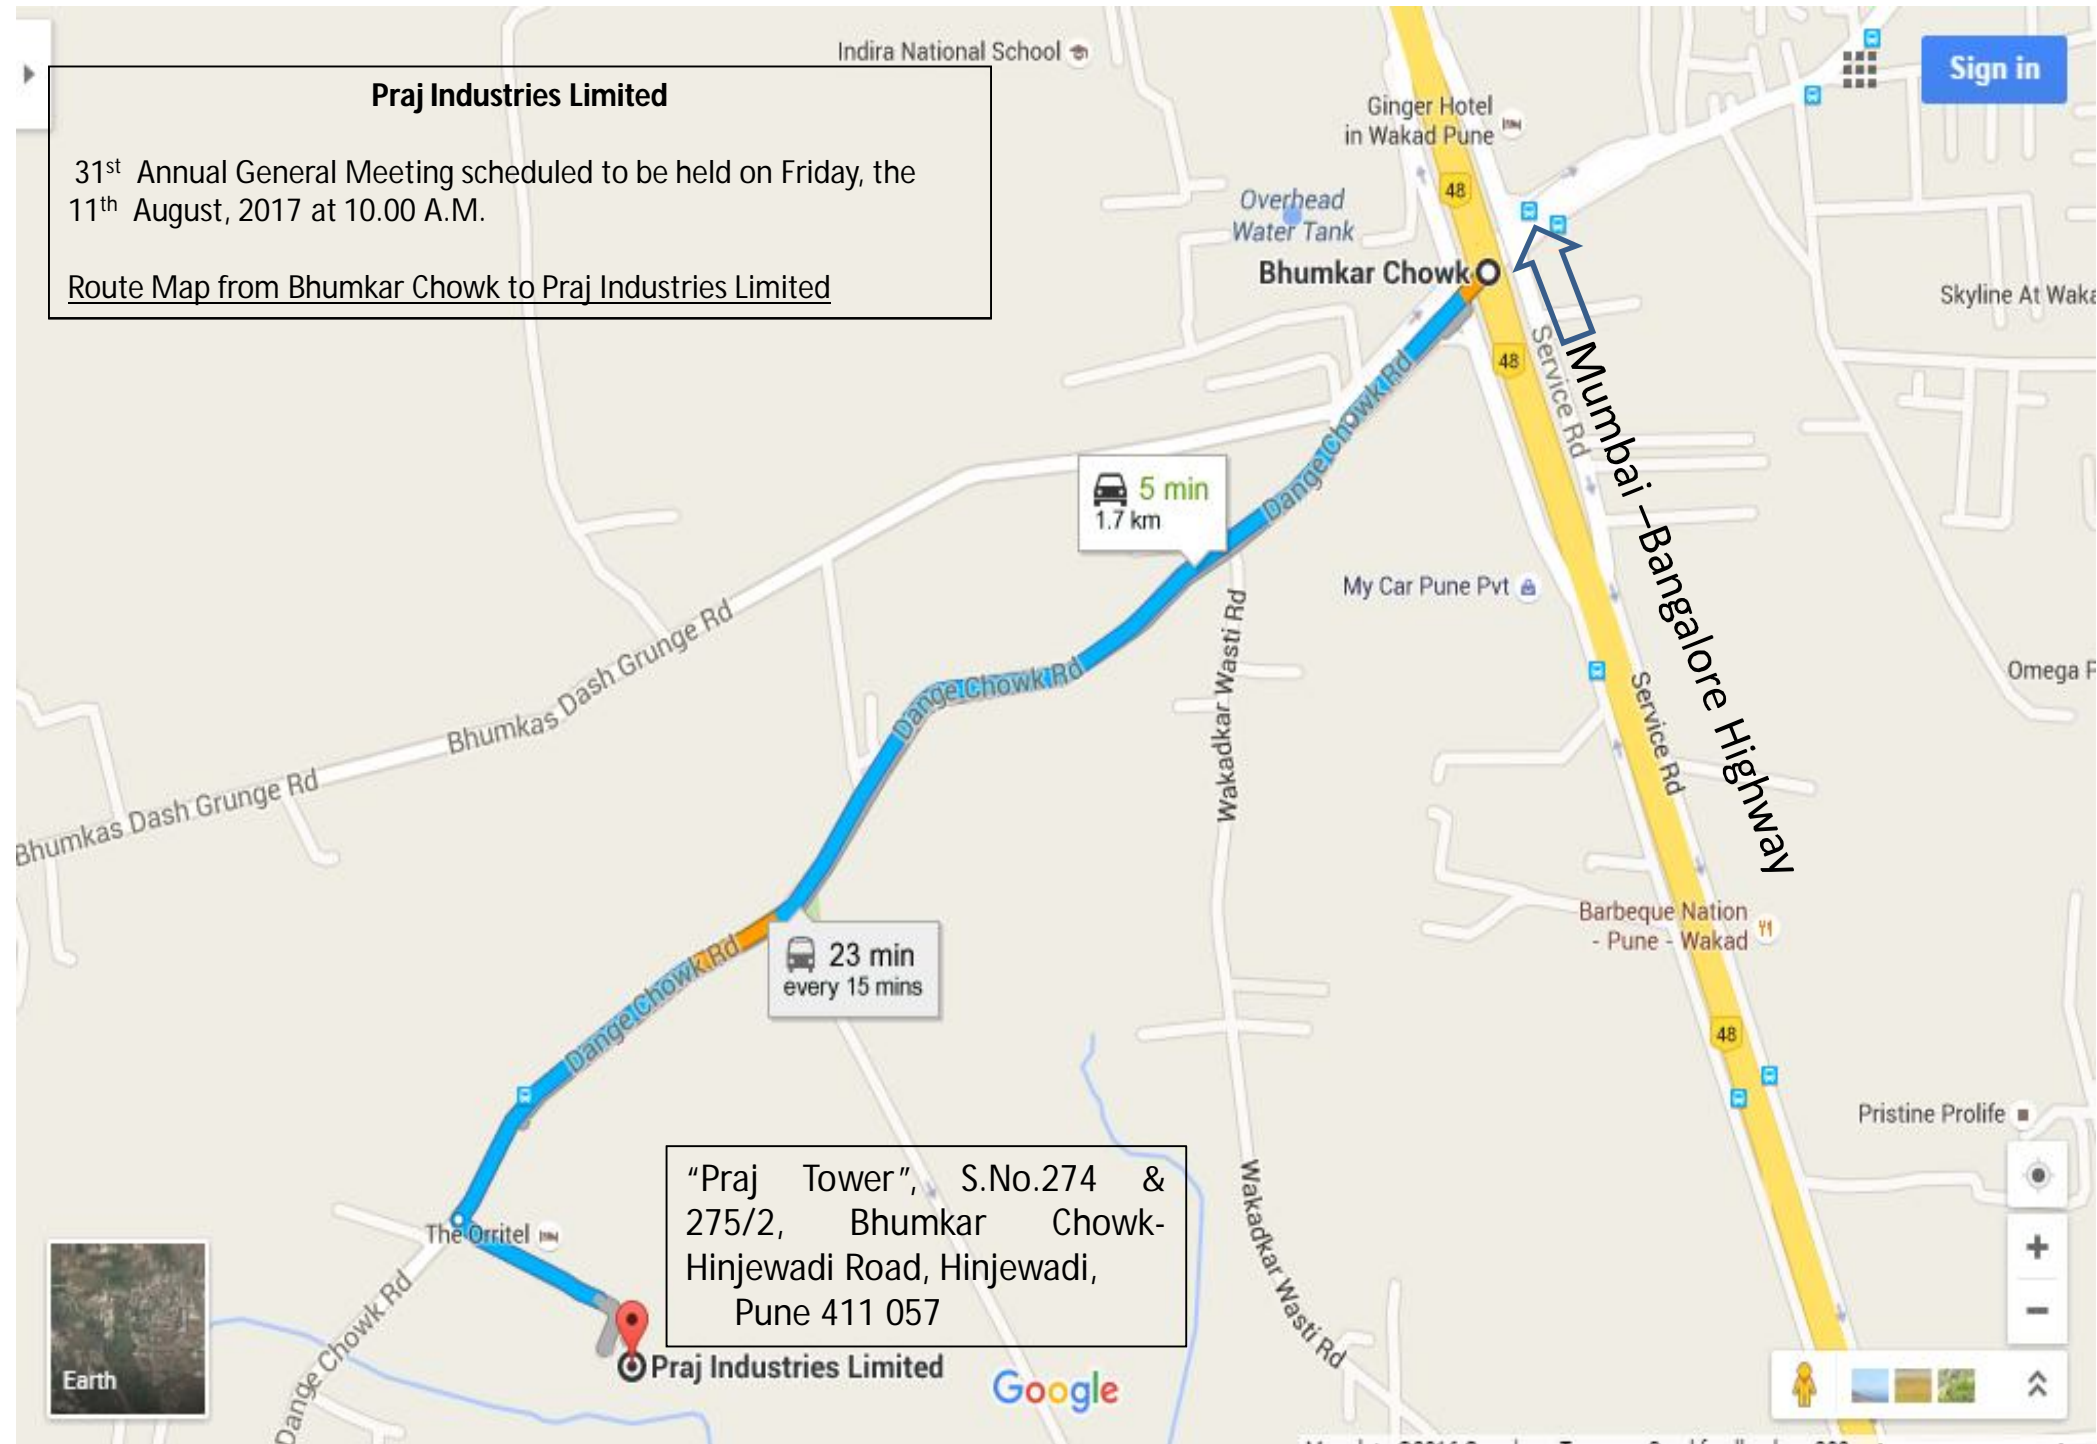 Praj Industries Limited
31st Annual General Meeting scheduled to be held on Friday, the
11th August, 2017 at 10.00 A.M.
Route Map from Bhumkar Chowk to Praj Industries Limited
Indira National School
Sign in
Ginger Hotel
in Wakad Pune
48
Overhead
Water Tank
Bhumkar Chowk
Skyline At Waka
48
Service Rd
Mumbai –Bangalore Highway
Dange Chowk Rd
5 min
1.7 km
Dange Chowk Rd
My Car Pune Pvt
Bhumkas Dash Grunge Rd
Wakadkar Wasti Rd
Dange Chowk Rd
Omega P
Service Rd
Bhumkas Dash Grunge Rd
Barbeque Nation
- Pune - Wakad
23 min
every 15 mins
Dange Chowk Rd
48
Pristine Prolife
"Praj Tower", S.No.274 &
275/2, Bhumkar Chowk-
Hinjewadi Road, Hinjewadi,
Pune 411 057
Wakadkar Wasti Rd
The Orritel
Dange Chowk Rd
Praj Industries Limited
Google
Earth